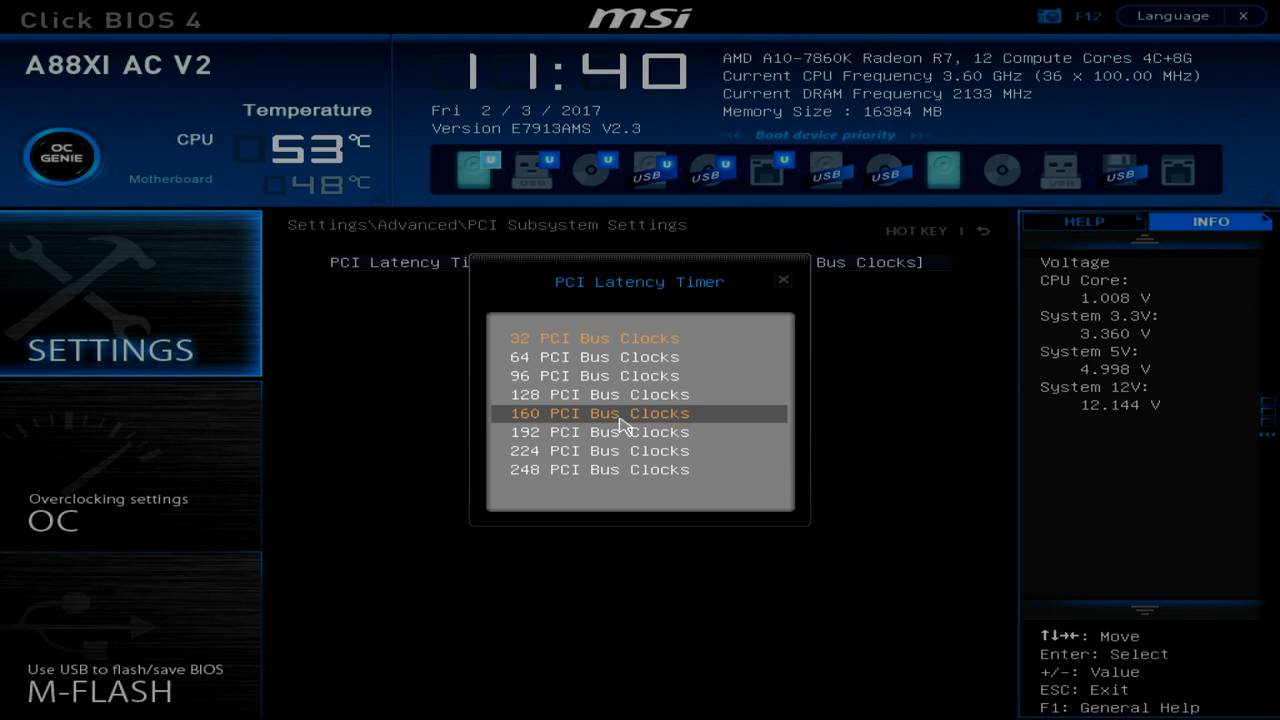 Click BIOS 4
msi
F12
Language X
A88XI AC V2
11:40
Fri 2 / 3 / 2017
Version E7913AMS V2.3
AMD A10-7860K Radeon R7, 12 Compute Cores 4C+8G
Current CPU Frequency 3.60 GHz (36 x 100.00 MHz)
Current DRAM Frequency 2133 MHz
Memory Size : 16384 MB
Temperature
OC GENIE
CPU 53°C
Motherboard 48°C
Boot device priority
U U U USB U USB U U USB USB USB USB
SETTINGS
Overclocking settings
OC
Use USB to flash/save BIOS
M-FLASH
Settings\Advanced\PCI Subsystem Settings
HOT KEY |
PCI Latency Ti Bus Clocks]
PCI Latency Timer
32 PCI Bus Clocks
64 PCI Bus Clocks
96 PCI Bus Clocks
128 PCI Bus Clocks
160 PCI Bus Clocks
192 PCI Bus Clocks
224 PCI Bus Clocks
248 PCI Bus Clocks
HELP INFO
Voltage
CPU Core:
1.008 V
System 3.3V:
3.360 V
System 5V:
4.998 V
System 12V:
12.144 V
↑↓→←: Move
Enter: Select
+/-: Value
ESC: Exit
F1: General Help